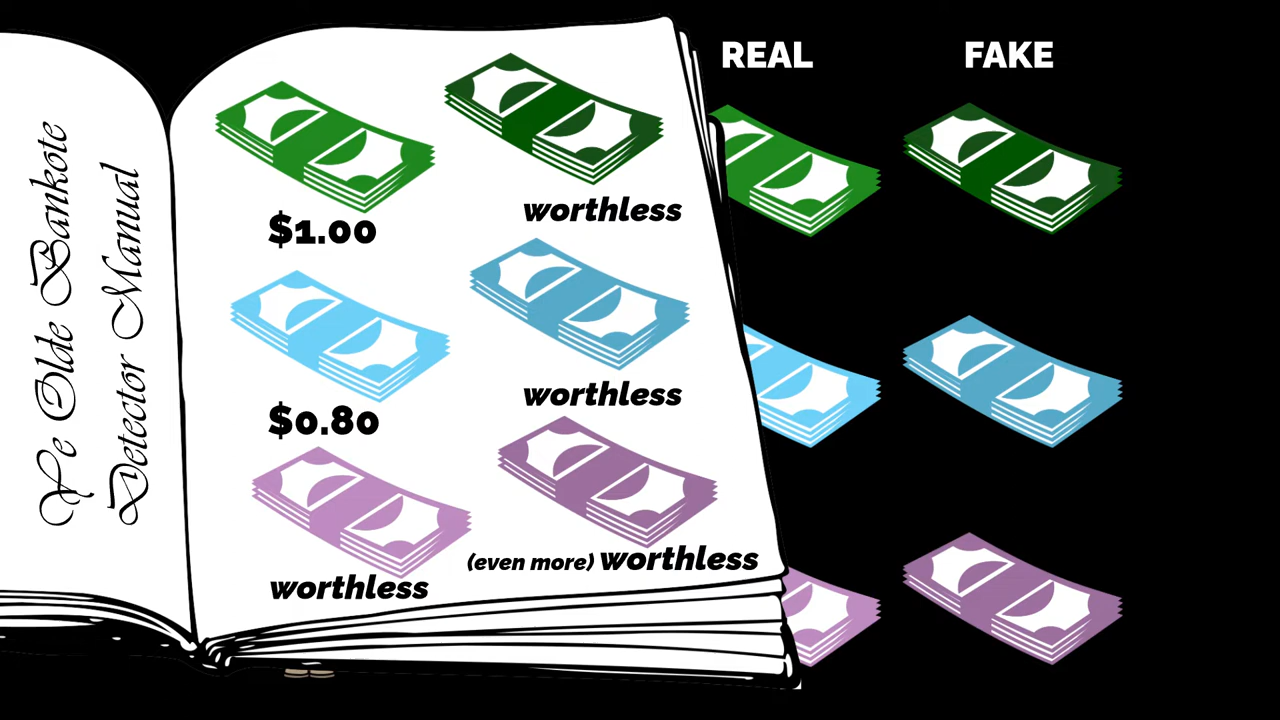 Ye Olde Bankote
Detector Manual
$1.00
worthless
$0.80
worthless
worthless
(even more) worthless
REAL
FAKE